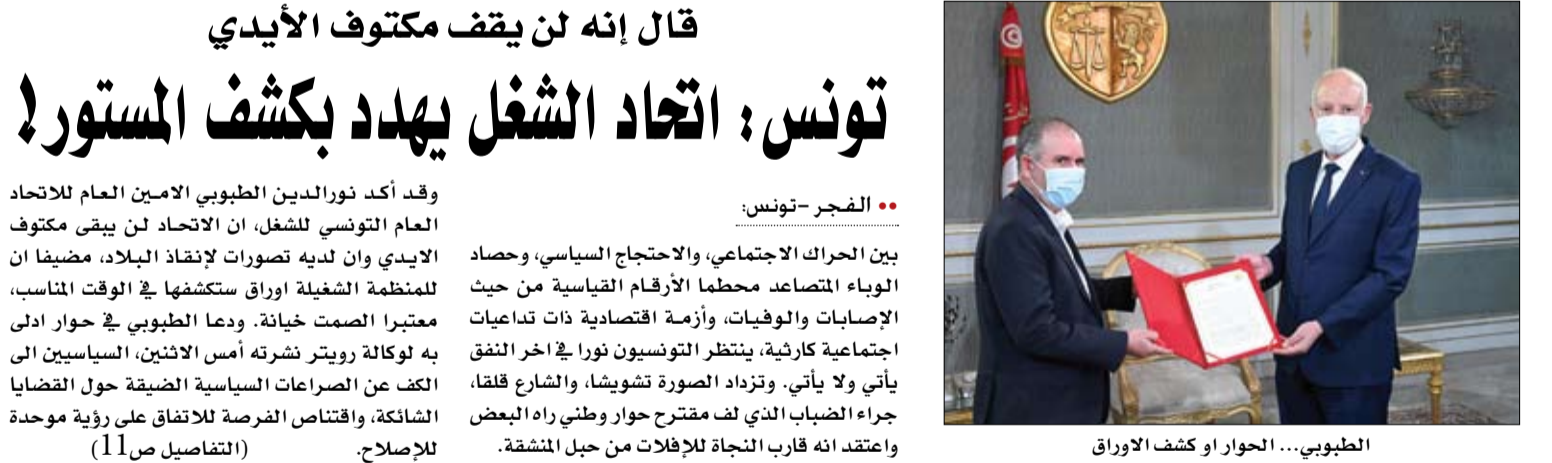 قال إنه لن يقف مكتوف الأيدي
تونس: اتحاد الشغل يهدد بكشف المستور!
•• الفجر -تونس:
بين الحراك الاجتماعي، والاحتجاج السياسي، وحصاد
الوباء المتصاعد محطما الأرقام القياسية من حيث
الإصابات والوفيات، وأزمة اقتصادية ذات تداعيات
اجتماعية كارثية، ينتظر التونسيون نورا في اخر النفق
يأتي ولا يأتي. وتزداد الصورة تشويشا، والشارع قلقا،
جراء الضباب الذي لف مقترح حوار وطني راه البعض
واعتقد انه قارب النجاة للإفلات من حبل المنشقة.
وقد أكد نورالدين الطبوبي الامين العام للاتحاد
العام التونسي للشغل، ان الاتحاد لن يبقى مكتوف
الايدي وان لديه تصورات لإنقاذ البلاد، مضيفا ان
للمنظمة الشغيلة اوراق ستكشفها في الوقت المناسب،
معتبرا الصمت خيانة. ودعا الطبوبي في حوار ادلى
به لوكالة رويتر نشرته أمس الاثنين، السياسيين الى
الكف عن الصراعات السياسية الضيقة حول القضايا
الشائكة، واقتناص الفرصة للاتفاق على رؤية موحدة
للإصلاح. (التفاصيل ص11)
الطبوبي... الحوار او كشف الاوراق